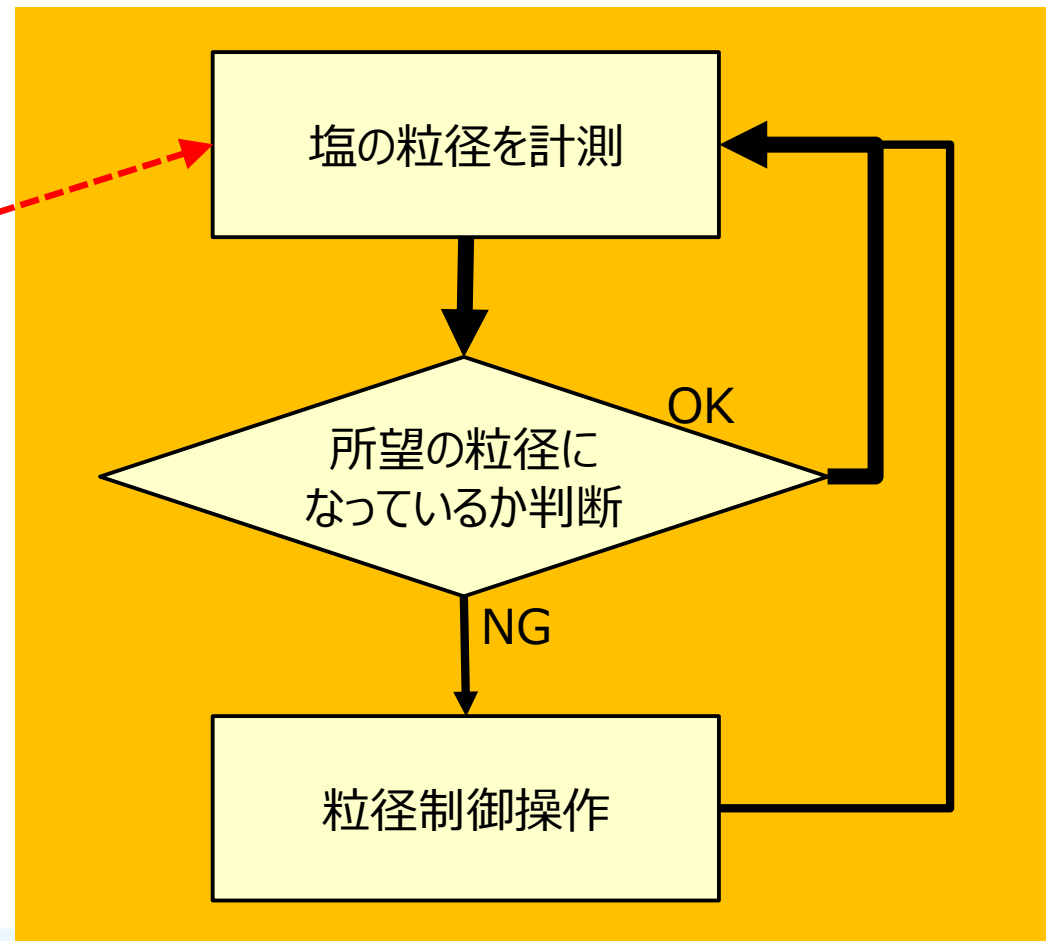 塩の粒径を計測
OK
所望の粒径に
なっているか判断
NG
粒径制御操作